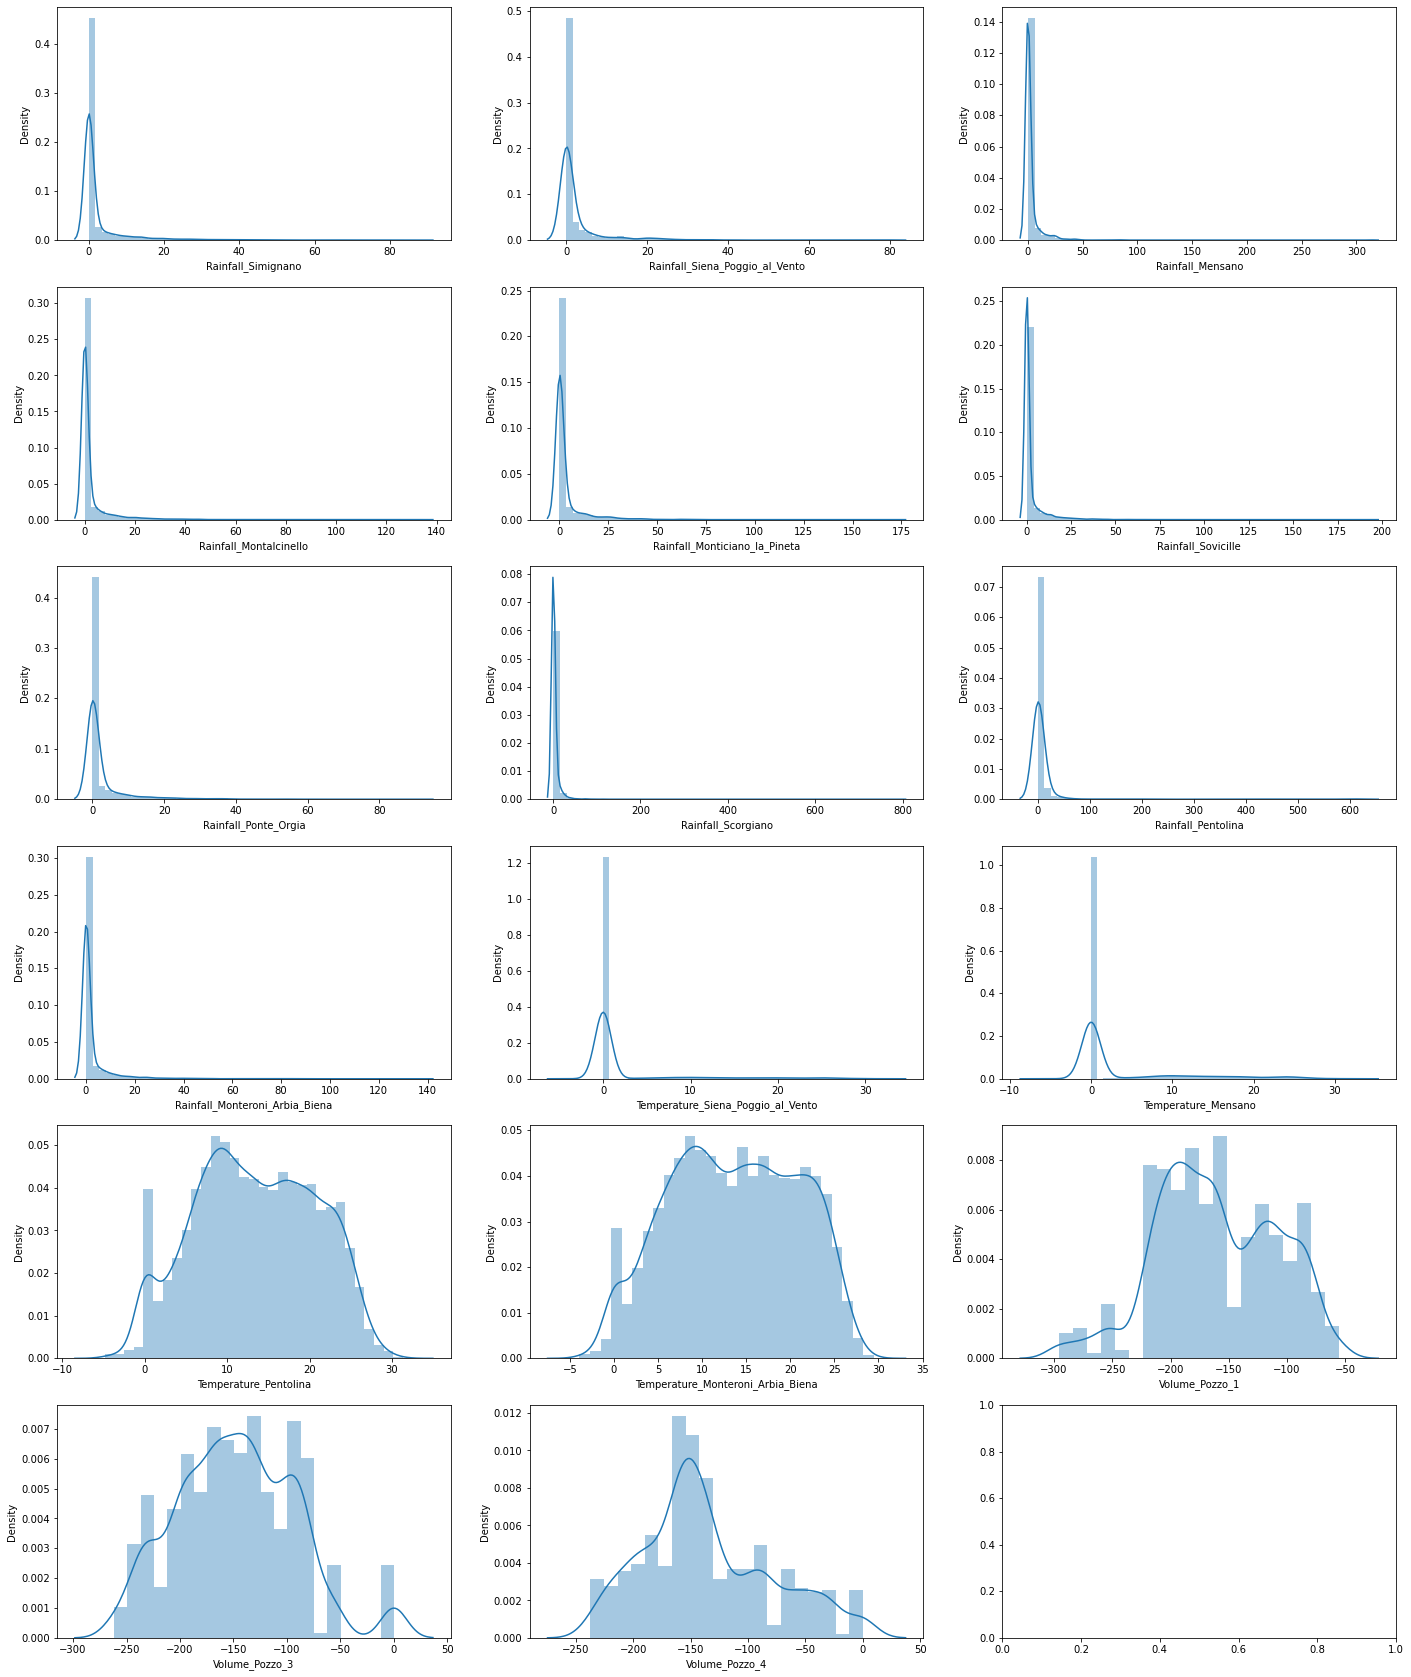 0.4
0.3
0.2
0.1
0.0
Density
0 20 40 60 80
Rainfall_Simignano
0.5
0.4
0.3
0.2
0.1
0.0
Density
0 20 40 60 80
Rainfall_Siena_Poggio_al_Vento
0.14
0.12
0.10
0.08
0.06
0.04
0.02
0.00
Density
0 50 100 150 200 250 300
Rainfall_Mensano
0.30
0.25
0.20
0.15
0.10
0.05
0.00
Density
0 20 40 60 80 100 120 140
Rainfall_Montalcinello
0.25
0.20
0.15
0.10
0.05
0.00
Density
0 25 50 75 100 125 150 175
Rainfall_Monticiano_la_Pineta
0.25
0.20
0.15
0.10
0.05
0.00
Density
0 25 50 75 100 125 150 175 200
Rainfall_Sovicille
0.4
0.3
0.2
0.1
0.0
Density
0 20 40 60 80
Rainfall_Ponte_Orgia
0.08
0.07
0.06
0.05
0.04
0.03
0.02
0.01
0.00
Density
0 200 400 600 800
Rainfall_Scorgiano
0.07
0.06
0.05
0.04
0.03
0.02
0.01
0.00
Density
0 100 200 300 400 500 600
Rainfall_Pentolina
0.30
0.25
0.20
0.15
0.10
0.05
0.00
Density
0 20 40 60 80 100 120 140
Rainfall_Monteroni_Arbia_Biena
1.2
1.0
0.8
0.6
0.4
0.2
0.0
Density
0 10 20 30
Temperature_Siena_Poggio_al_Vento
1.0
0.8
0.6
0.4
0.2
0.0
Density
−10 0 10 20 30
Temperature_Mensano
0.05
0.04
0.03
0.02
0.01
0.00
Density
−10 0 10 20 30
Temperature_Pentolina
0.05
0.04
0.03
0.02
0.01
0.00
Density
−5 0 5 10 15 20 25 30 35
Temperature_Monteroni_Arbia_Biena
0.008
0.006
0.004
0.002
0.000
Density
−300 −250 −200 −150 −100 −50
Volume_Pozzo_1
0.007
0.006
0.005
0.004
0.003
0.002
0.001
0.000
Density
−300 −250 −200 −150 −100 −50 0 50
Volume_Pozzo_3
0.012
0.010
0.008
0.006
0.004
0.002
0.000
Density
−250 −200 −150 −100 −50 0 50
Volume_Pozzo_4
1.0
0.8
0.6
0.4
0.2
0.0
0.0 0.2 0.4 0.6 0.8 1.0